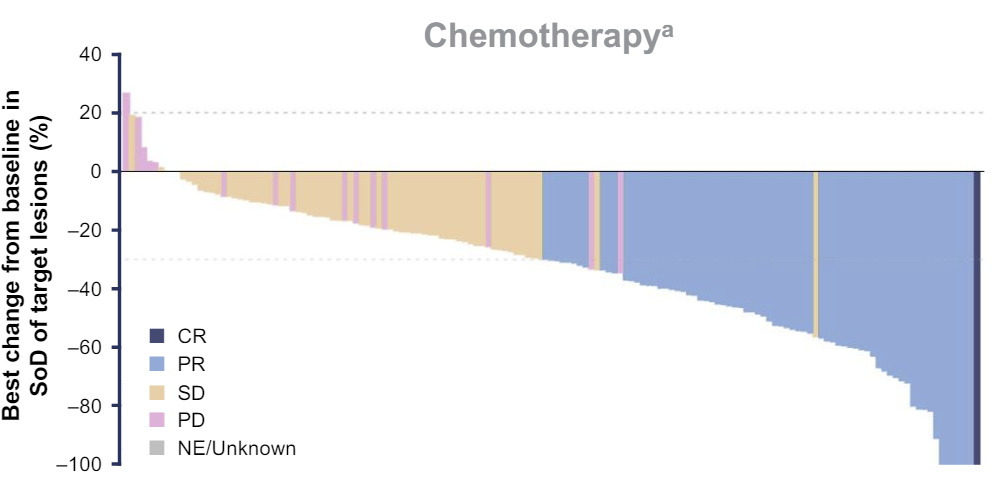 Chemotherapyᵃ
Best change from baseline in
SoD of target lesions (%)
40
20
0
–20
–40
–60
–80
–100
CR
PR
SD
PD
NE/Unknown